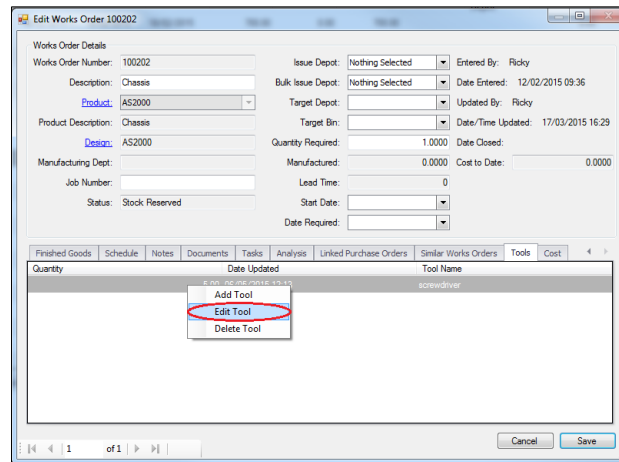 Edit Works Order 100202
Works Order Details
Works Order Number: 100202 Issue Depot: Nothing Selected Entered By: Ricky
Description: Chassis Bulk Issue Depot: Nothing Selected Date Entered: 12/02/2015 09:36
Product: AS2000 Target Depot: Updated By: Ricky
Product Description: Chassis Target Bin: Date/Time Updated: 17/03/2015 16:29
Design: AS2000 Quantity Required: 1.0000 Date Closed:
Manufacturing Dept: Manufactured: 0.0000 Cost to Date: 0.0000
Job Number: Lead Time: 0
Status: Stock Reserved Start Date:
Date Required:
Finished Goods Schedule Notes Documents Tasks Analysis Linked Purchase Orders Similar Works Orders Tools Cost
Quantity Date Updated Tool Name
screwdriver
Add Tool
Edit Tool
Delete Tool
1 of 1
Cancel Save